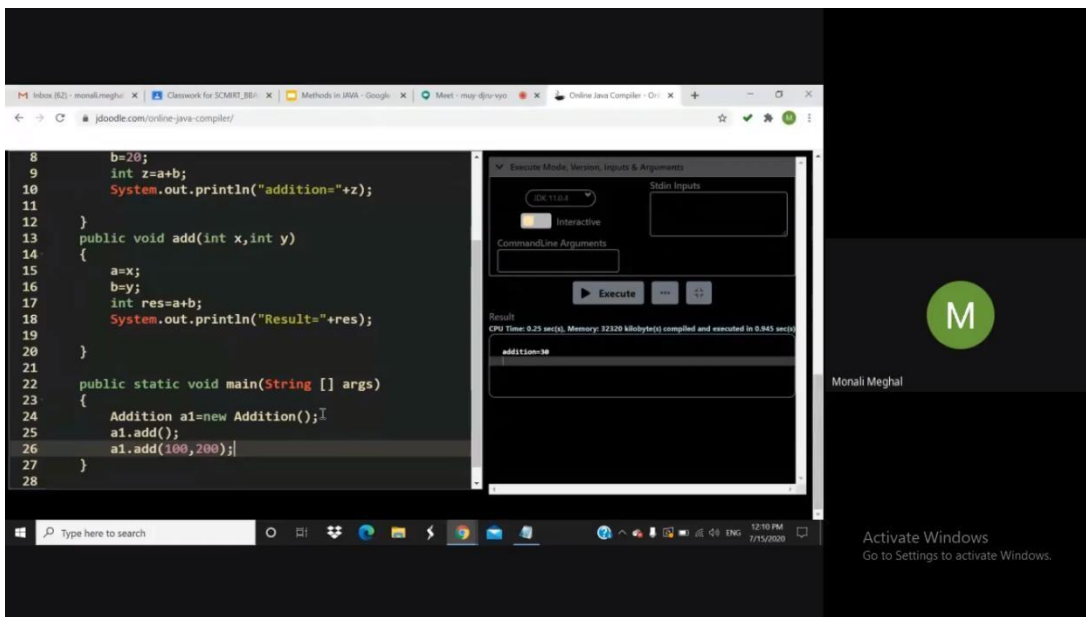 Inbox (62) - monali.megha
Classwork for SCMIRT_BBA
Methods in JAVA - Google
Meet - muy-djru-vyo
Online Java Compiler - Onl
jdoodle.com/online-java-compiler/
M
8 b=20;
9 int z=a+b;
10 System.out.println("addition="+z);
11
12 }
13 public void add(int x,int y)
14 {
15 a=x;
16 b=y;
17 int res=a+b;
18 System.out.println("Result="+res);
19
20 }
21
22 public static void main(String [] args)
23 {
24 Addition a1=new Addition();
25 a1.add();
26 a1.add(100,200);
27 }
28
Execute Mode, Version, Inputs & Arguments
JDK 11.0.4
Stdin Inputs
Interactive
CommandLine Arguments
Execute
Result
CPU Time: 0.25 sec(s), Memory: 32320 kilobyte(s) compiled and executed in 0.945 sec(s)
addition=30
M
Monali Meghal
Type here to search
ENG
12:10 PM
7/15/2020
Activate Windows
Go to Settings to activate Windows.